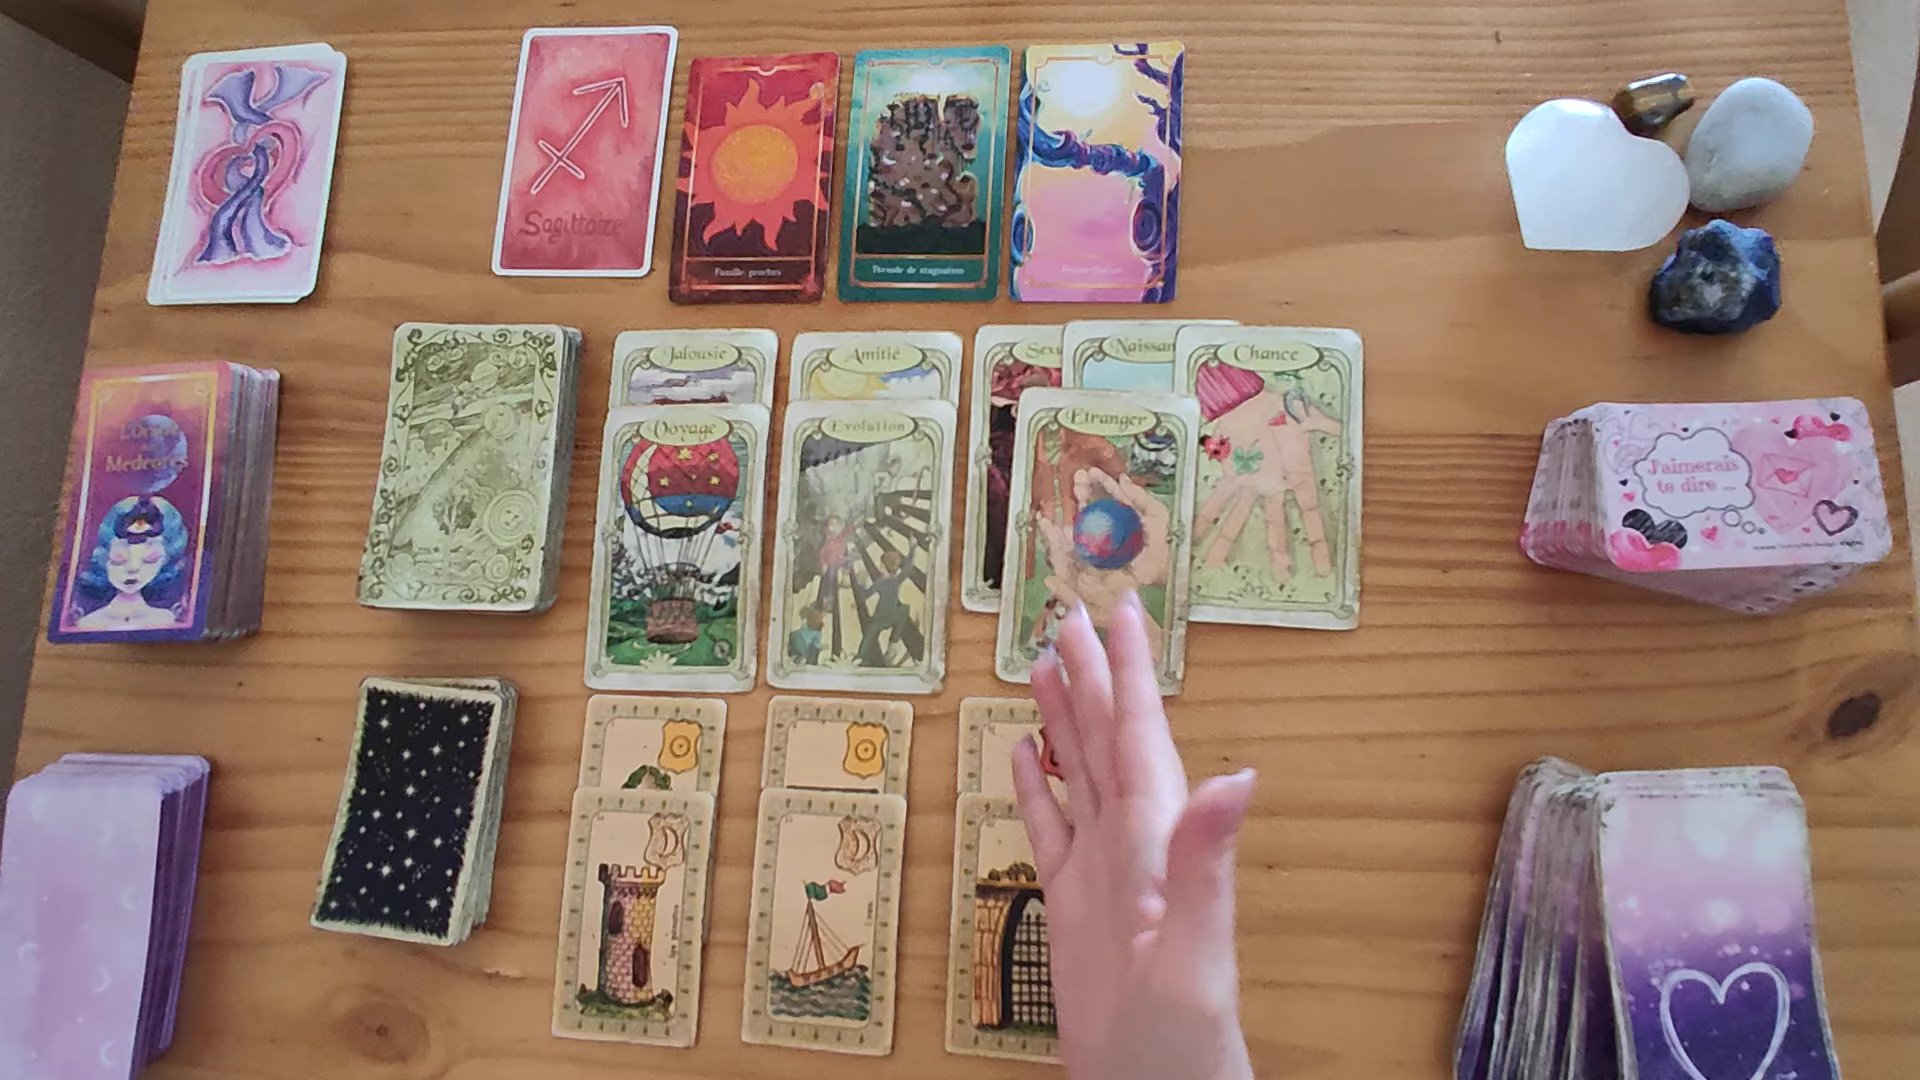 Sagittaire
Famille proches
Période de stagnation
Jalousie
Amitié
Naissan
Chance
Voyage
Evolution
Etranger
J'aimerais
te dire ...